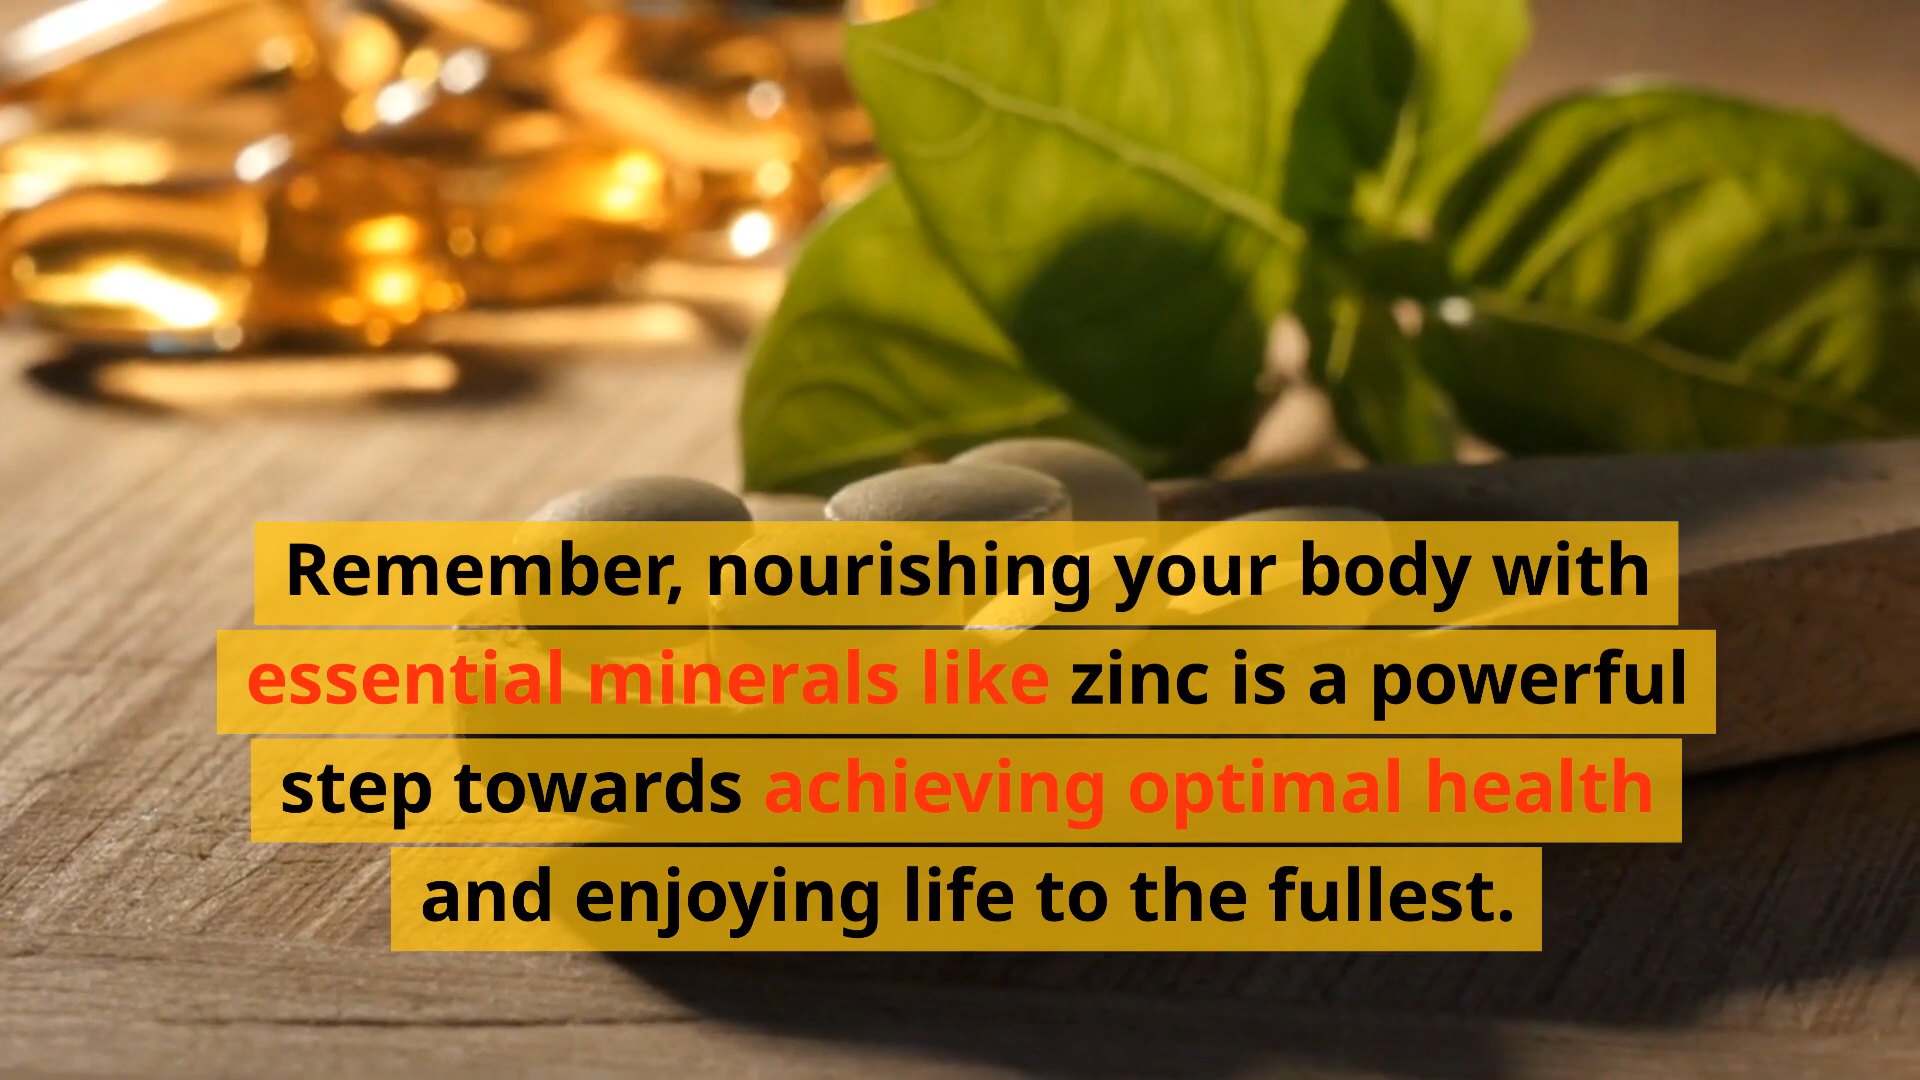 Remember, nourishing your body with
essential minerals like zinc is a powerful
step towards achieving optimal health
and enjoying life to the fullest.